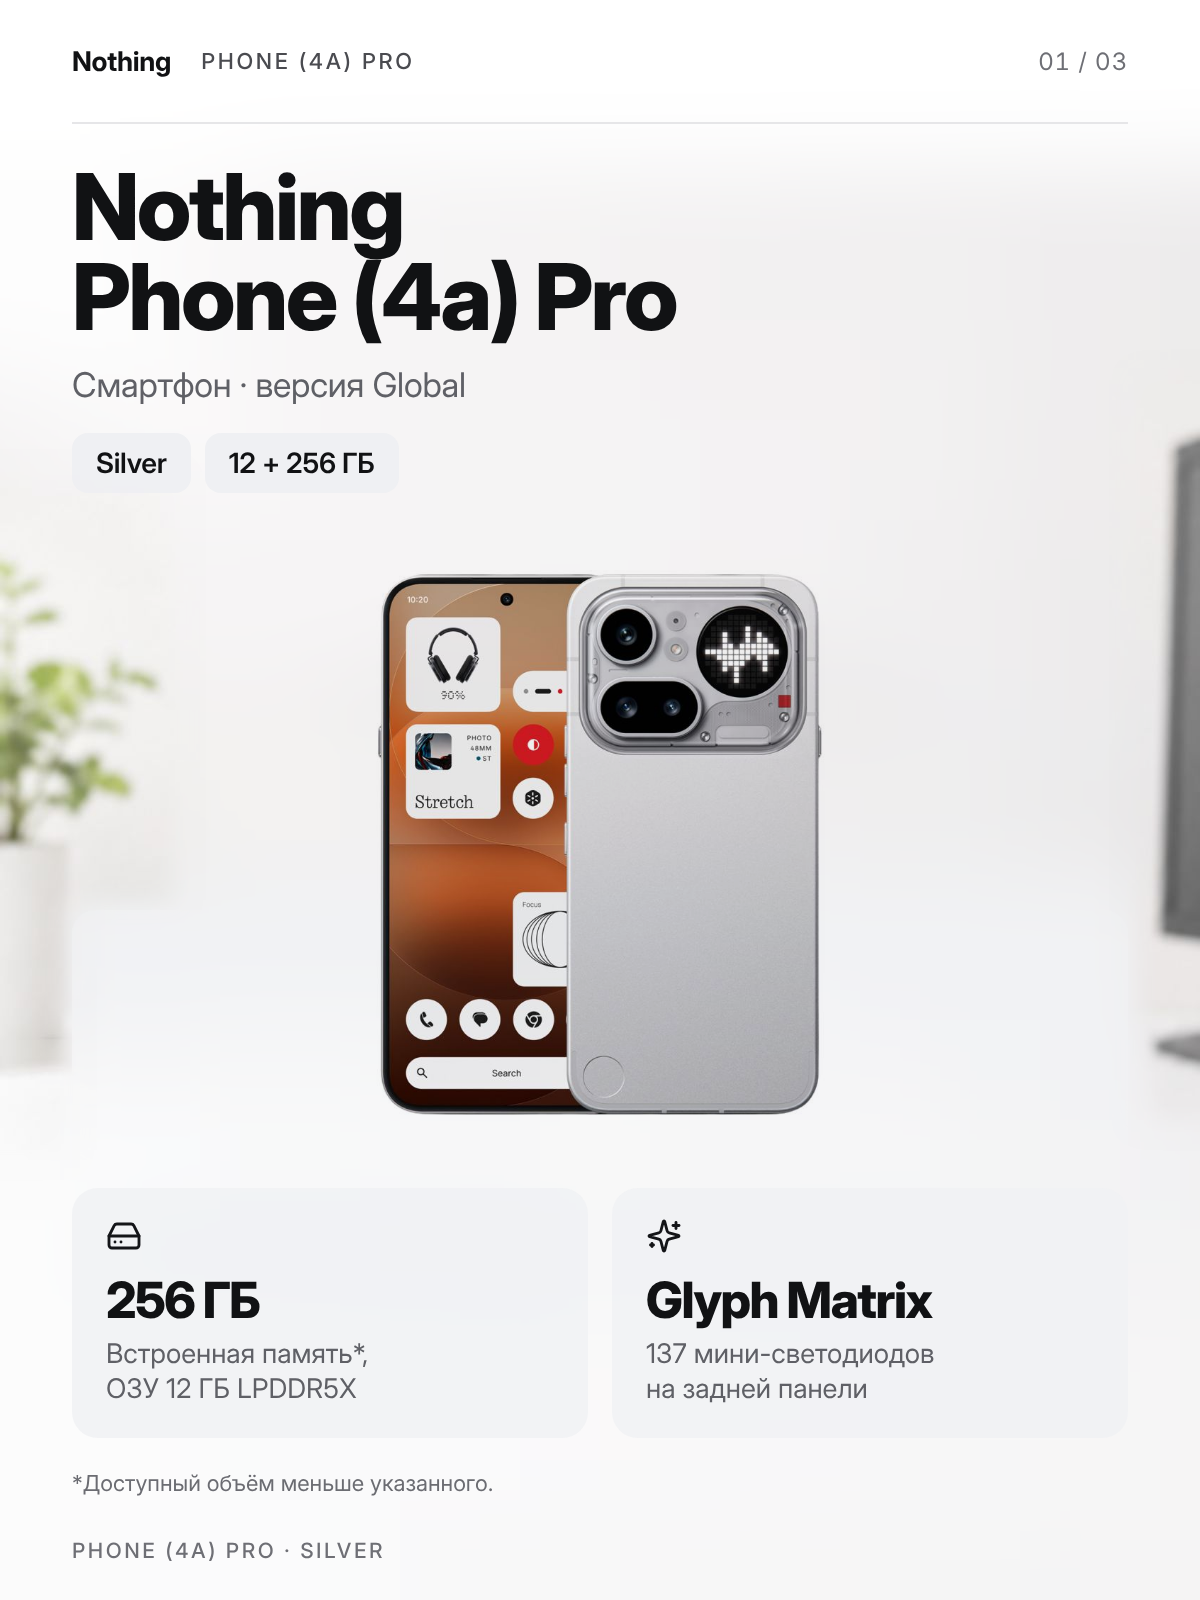 Nothing PHONE (4A) PRO 01 / 03
Nothing
Phone (4a) Pro
Смартфон · версия Global
Silver 12 + 256 ГБ
10:20
90%
PHOTO
48MM
ST
Stretch
Focus
Search
256 ГБ
Встроенная память*,
ОЗУ 12 ГБ LPDDR5X
Glyph Matrix
137 мини-светодиодов
на задней панели
*Доступный объём меньше указанного.
PHONE (4A) PRO · SILVER